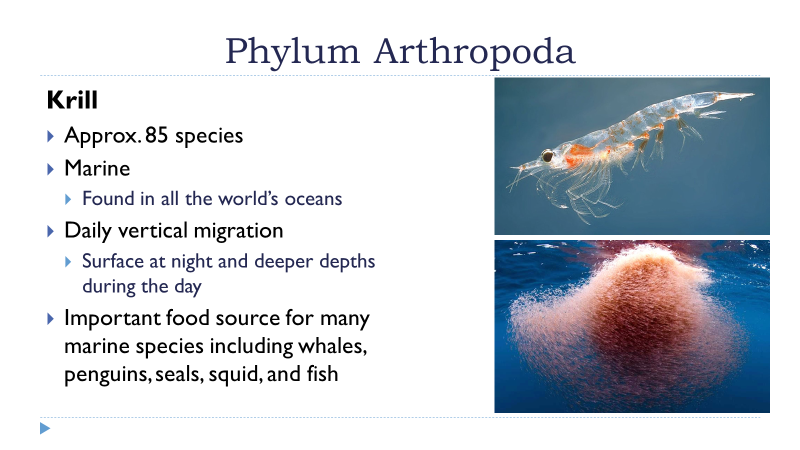 Phylum Arthropoda
Krill
Approx. 85 species
Marine
Found in all the world's oceans
Daily vertical migration
Surface at night and deeper depths
during the day
Important food source for many
marine species including whales,
penguins, seals, squid, and fish